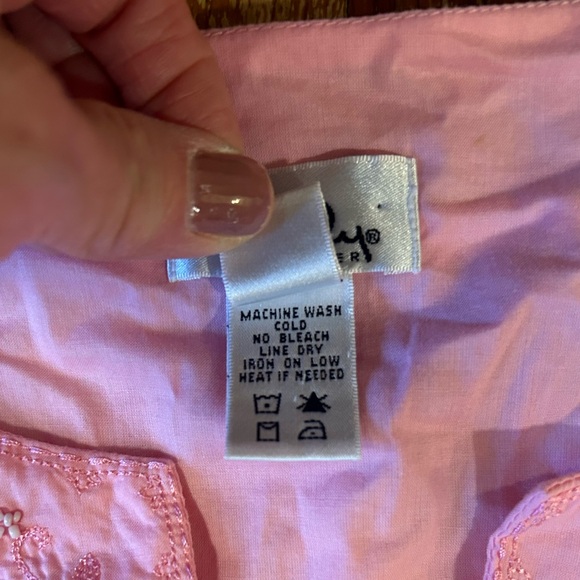 MACHINE WASH
COLD
NO BLEACH
LINE DRY
IRON ON LOW
HEAT IF NEEDED